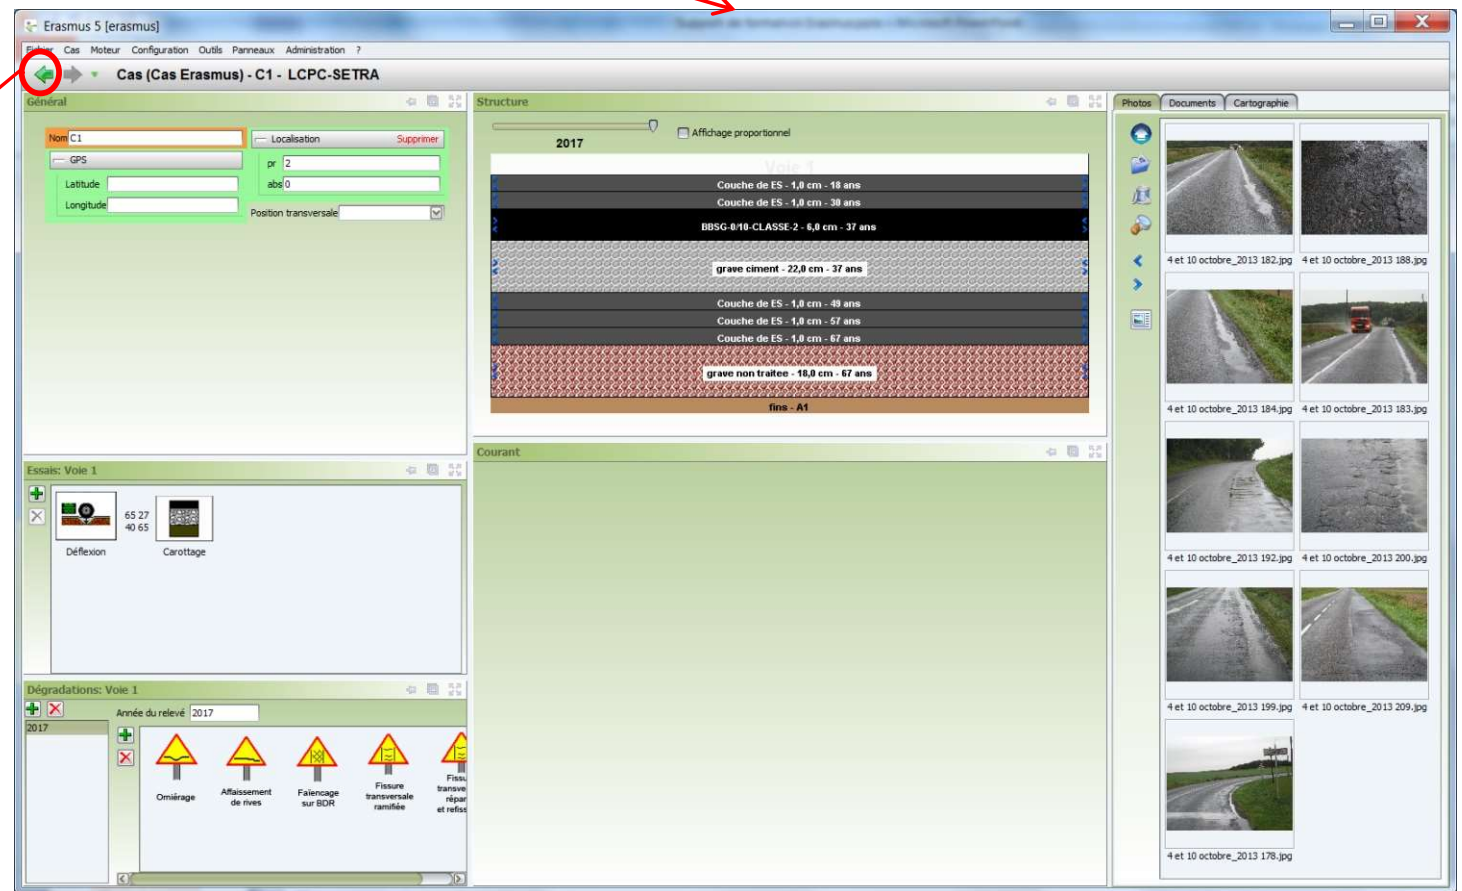 Erasmus 5 [erasmus]
Fichier Cas Moteur Configuration Outils Panneaux Administration ?
Cas (Cas Erasmus) - C1 - LCPC-SETRA
Général
Nom C1
GPS
Latitude
Longitude
Localisation Supprimer
pr 2
abs 0
Position transversale
Essais: Voie 1
Déflexion
65 27
40 65
Carottage
Dégradations: Voie 1
Année du relevé 2017
2017
Orniérage
Affaissement
de rives
Faïencage
sur BDR
Fissure
transversale
ramifiée
Fissu
transve
répar
et refiss
Structure
2017
Affichage proportionnel
Voie 1
Couche de ES - 1,0 cm - 18 ans
Couche de ES - 1,0 cm - 30 ans
BBSG-0/10-CLASSE-2 - 6,0 cm - 37 ans
grave ciment - 22,0 cm - 37 ans
Couche de ES - 1,0 cm - 49 ans
Couche de ES - 1,0 cm - 57 ans
Couche de ES - 1,0 cm - 67 ans
grave non traitee - 18,0 cm - 67 ans
fins - A1
Courant
Photos Documents Cartographie
4 et 10 octobre_2013 182.jpg 4 et 10 octobre_2013 188.jpg
4 et 10 octobre_2013 184.jpg 4 et 10 octobre_2013 183.jpg
4 et 10 octobre_2013 192.jpg 4 et 10 octobre_2013 200.jpg
4 et 10 octobre_2013 199.jpg 4 et 10 octobre_2013 209.jpg
4 et 10 octobre_2013 178.jpg